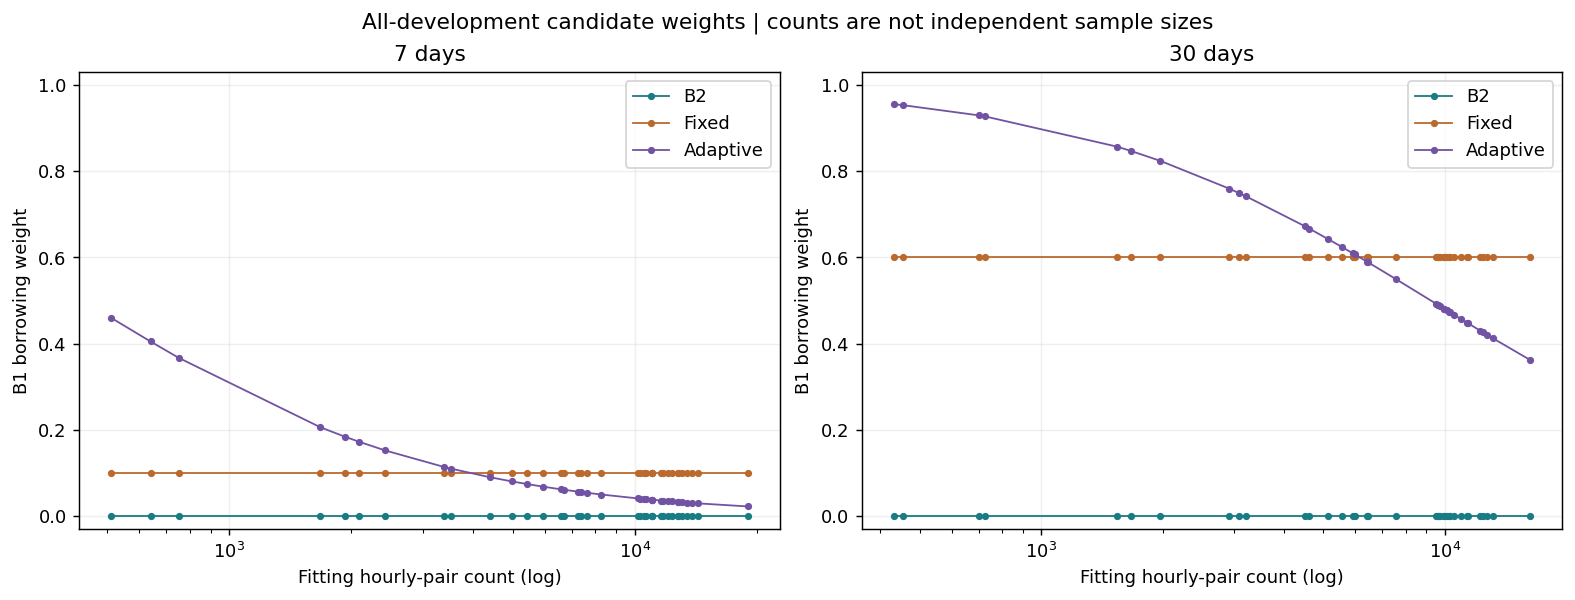 All-development candidate weights | counts are not independent sample sizes
7 days
B1 borrowing weight
1.0
0.8
0.6
0.4
0.2
0.0
B2
Fixed
Adaptive
10³
10⁴
Fitting hourly-pair count (log)
30 days
B1 borrowing weight
1.0
0.8
0.6
0.4
0.2
0.0
B2
Fixed
Adaptive
10³
10⁴
Fitting hourly-pair count (log)